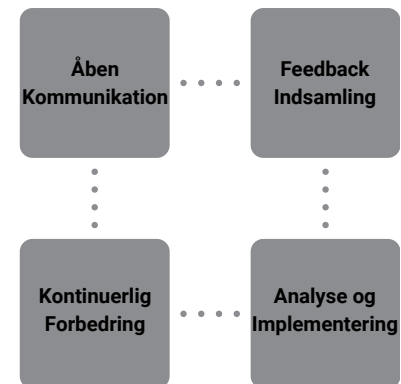 Åben
Kommunikation
Feedback
Indsamling
Kontinuerlig
Forbedring
Analyse og
Implementering